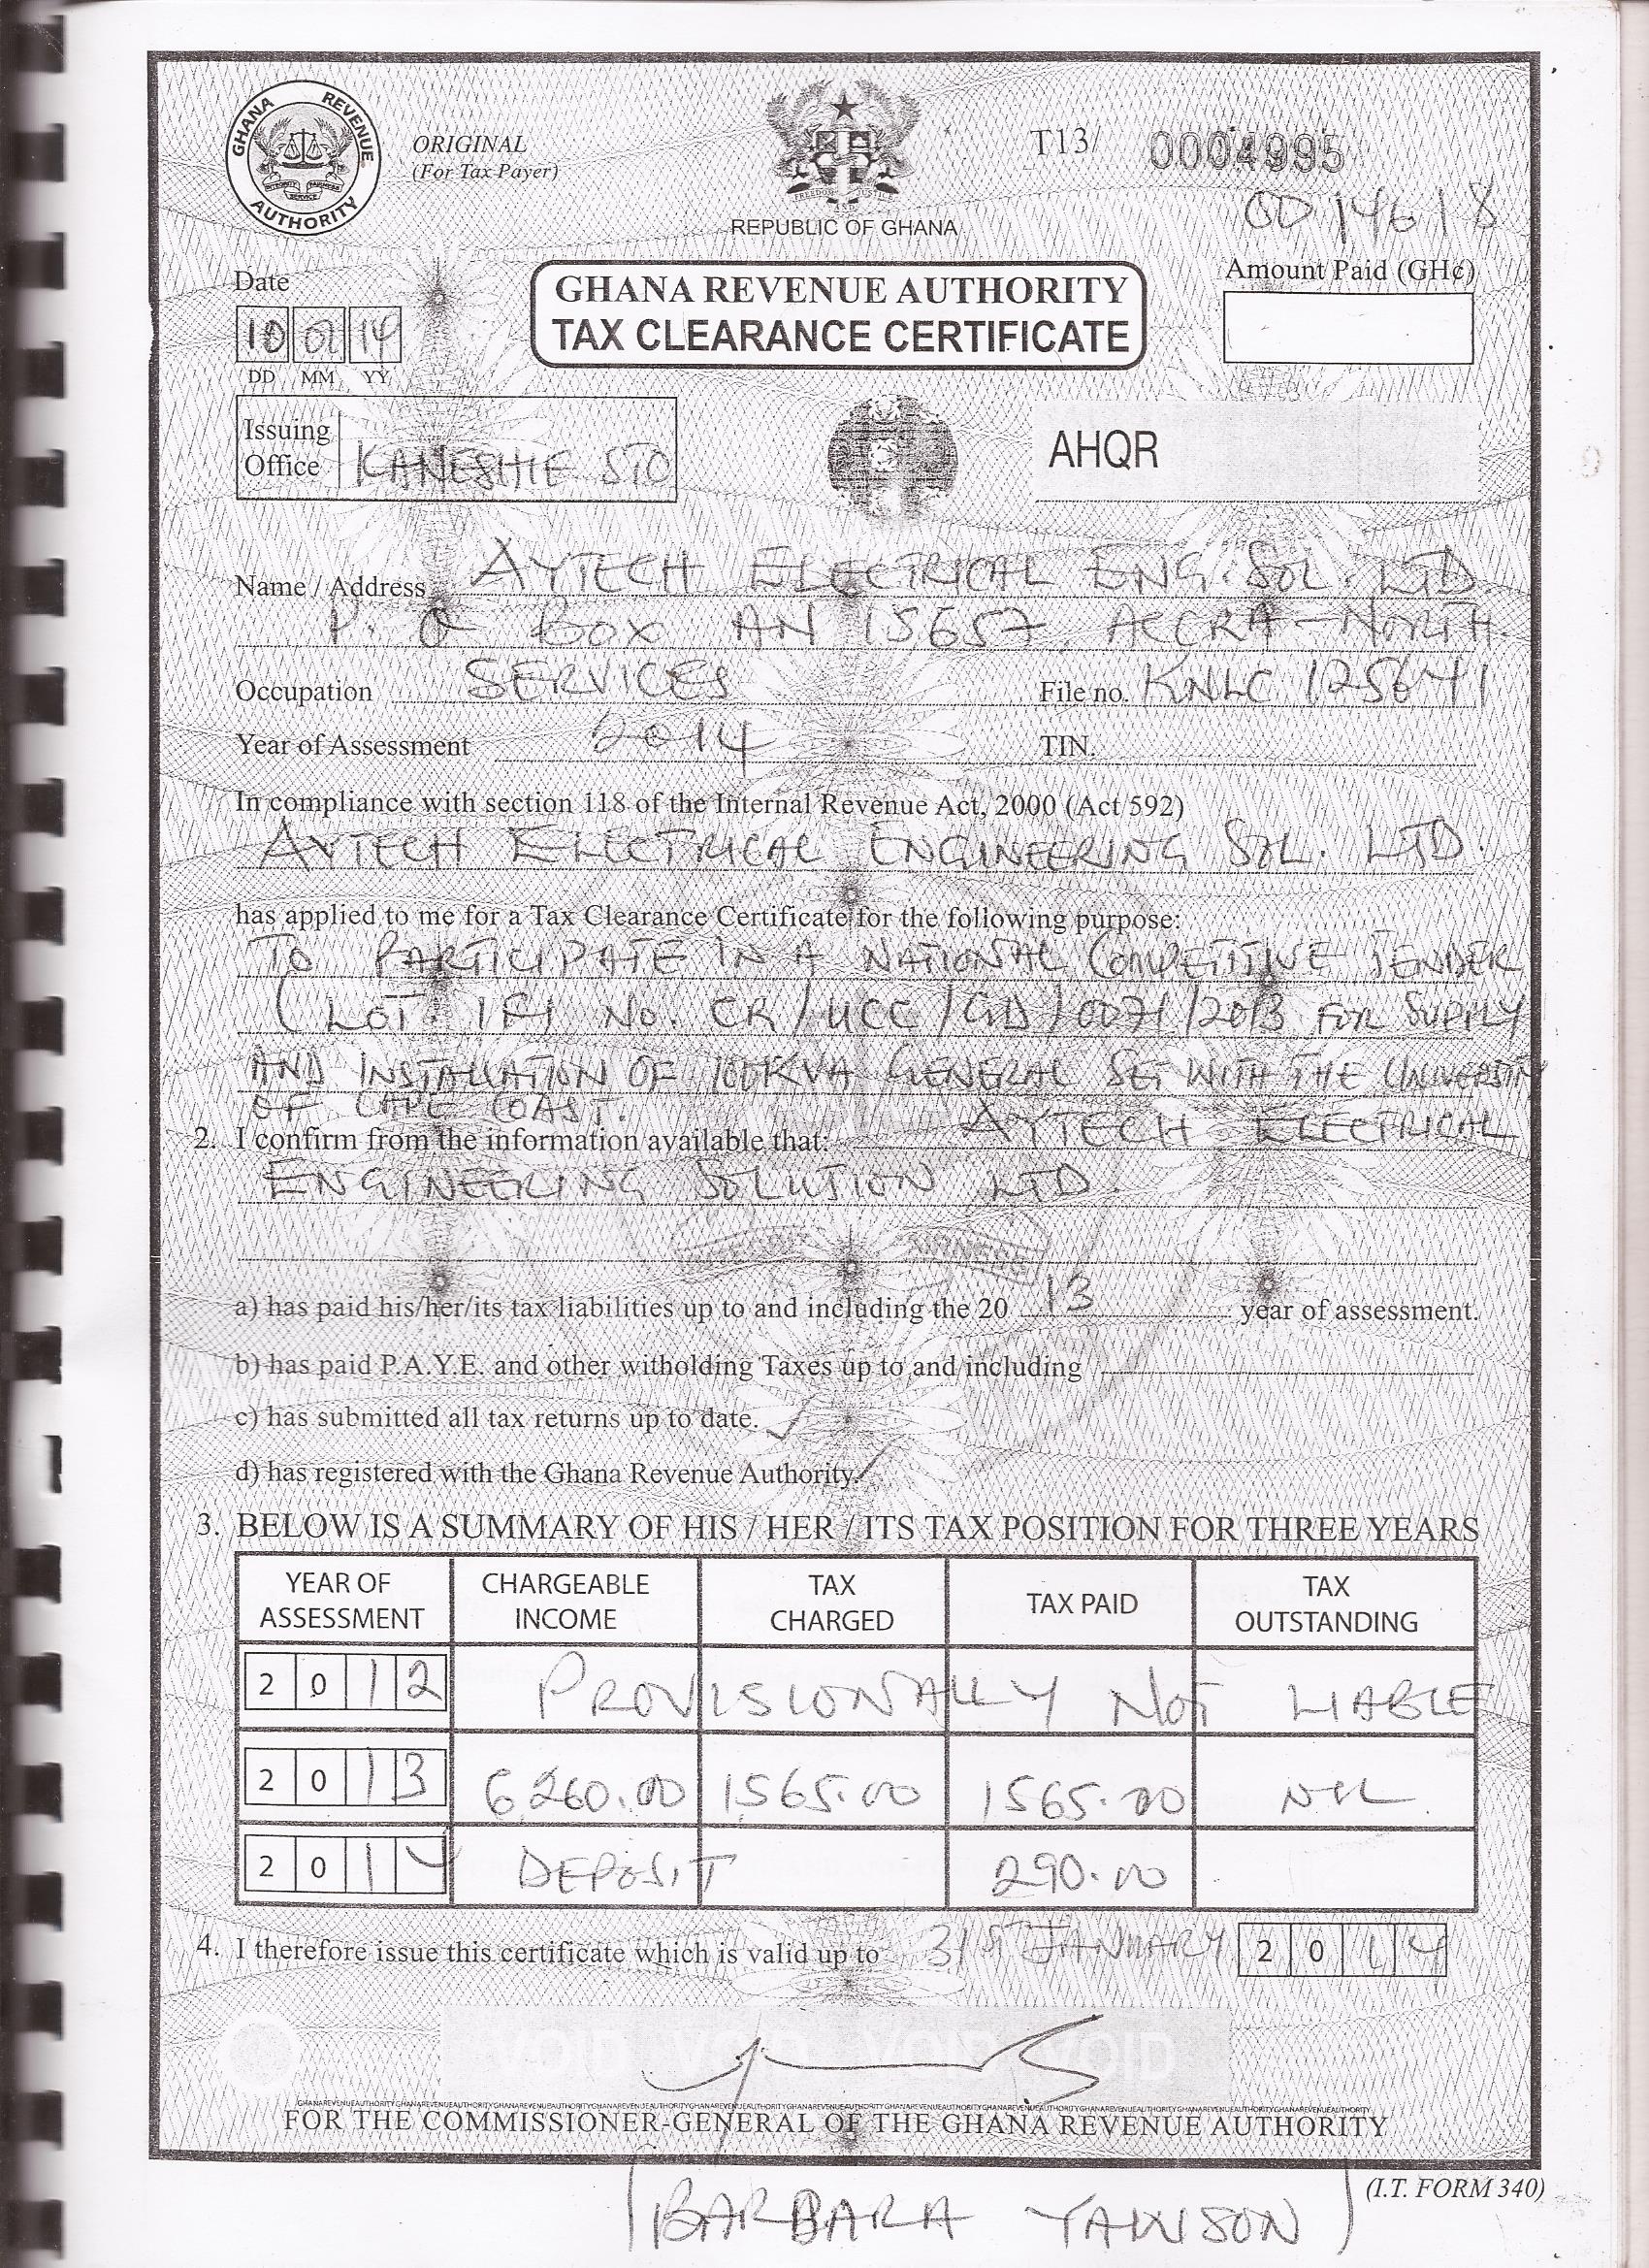 GHANA REVENUE AUTHORITY
INTEGRITY FAIRNESS SERVICE
ORIGINAL
(For Tax Payer)
FREEDOM AND JUSTICE
REPUBLIC OF GHANA
T13/ 0004995
0014618
Date
10 01 14
DD MM YY
GHANA REVENUE AUTHORITY
TAX CLEARANCE CERTIFICATE
Amount Paid (GH¢)
Issuing
Office KANESHIE STO
AHQR
Name / Address AYTECH ELECTRICAL ENG. SOL. LTD.
P. O BOX AN 15657, ACCRA-NORTH.
Occupation SERVICES File no. KNLC 125641
Year of Assessment 2014 TIN.
In compliance with section 118 of the Internal Revenue Act, 2000 (Act 592)
AYTECH ELECTRICAL ENGINEERING SOL. LTD.
has applied to me for a Tax Clearance Certificate for the following purpose:
TO PARTICIPATE IN A NATIONAL COMPETITIVE TENDER
(LOT. 1F1 No. CR/UCC/GD/0071/2013 FOR SUPPLY
AND INSTALLATION OF 100KVA GENERAL SET WITH THE UNIVERSITY
OF CAPE COAST.
2. I confirm from the information available that: AYTECH ELECTRICAL
ENGINEERING SOLUTION LTD.
a) has paid his/her/its tax liabilities up to and including the 20 13 year of assessment.
b) has paid P.A.Y.E. and other witholding Taxes up to and including
c) has submitted all tax returns up to date. ✓
d) has registered with the Ghana Revenue Authority. ✓
3. BELOW IS A SUMMARY OF HIS / HER / ITS TAX POSITION FOR THREE YEARS
YEAR OF ASSESSMENT CHARGEABLE INCOME TAX CHARGED TAX PAID TAX OUTSTANDING
2012 PROVISIONALLY NOT LIABLE
2013 6,260.00 1565.00 1565.00 NIL
2014 DEPOSIT 290.00
4. I therefore issue this certificate which is valid up to 31ST JANUARY 2014
VOID VOID VOID VOID
FOR THE COMMISSIONER-GENERAL OF THE GHANA REVENUE AUTHORITY
(I.T. FORM 340)
(BARBARA YAWSON)